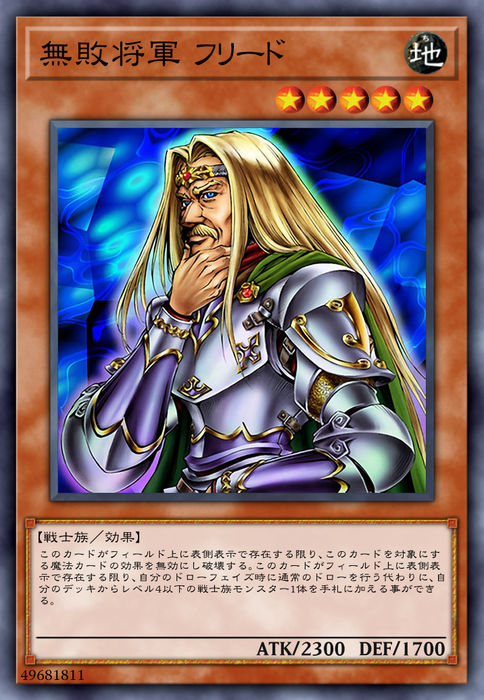 無敗将軍 フリード
ち
地
【戦士族／効果】
このカードがフィールド上に表側表示で存在する限り、このカードを対象にす
る魔法カードの効果を無効にし破壊する。このカードがフィールド上に表側表
示で存在する限り、自分のドローフェイズ時に通常のドローを行う代わりに、自
分のデッキからレベル4以下の戦士族モンスター1体を手札に加える事ができ
る。
ATK/2300 DEF/1700
49681811